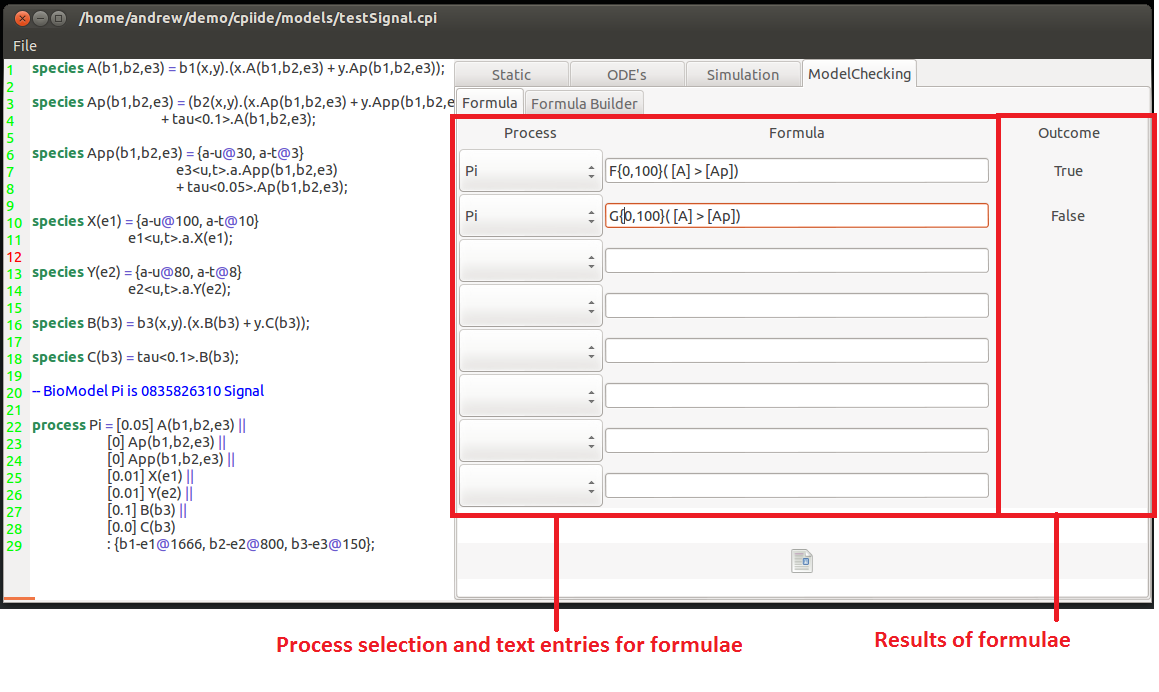 /home/andrew/demo/cpiide/models/testSignal.cpi
File
1 species A(b1,b2,e3) = b1(x,y).(x.A(b1,b2,e3) + y.Ap(b1,b2,e3));
2
3 species Ap(b1,b2,e3) = (b2(x,y).(x.Ap(b1,b2,e3) + y.App(b1,b2,e
4 + tau<0.1>.A(b1,b2,e3);
5
6 species App(b1,b2,e3) = {a-u@30, a-t@3}
7 e3<u,t>.a.App(b1,b2,e3)
8 + tau<0.05>.Ap(b1,b2,e3);
9
10 species X(e1) = {a-u@100, a-t@10}
11 e1<u,t>.a.X(e1);
12
13 species Y(e2) = {a-u@80, a-t@8}
14 e2<u,t>.a.Y(e2);
15
16 species B(b3) = b3(x,y).(x.B(b3) + y.C(b3));
17
18 species C(b3) = tau<0.1>.B(b3);
19
20 -- BioModel Pi is 0835826310 Signal
21
22 process Pi = [0.05] A(b1,b2,e3) ||
23 [0] Ap(b1,b2,e3) ||
24 [0] App(b1,b2,e3) ||
25 [0.01] X(e1) ||
26 [0.01] Y(e2) ||
27 [0.1] B(b3) ||
28 [0.0] C(b3)
29 : {b1-e1@1666, b2-e2@800, b3-e3@150};
Static ODE's Simulation ModelChecking
Formula Formula Builder
Process Formula Outcome
Pi F{0,100}( [A] > [Ap]) True
Pi G{0,100}( [A] > [Ap]) False
Process selection and text entries for formulae
Results of formulae